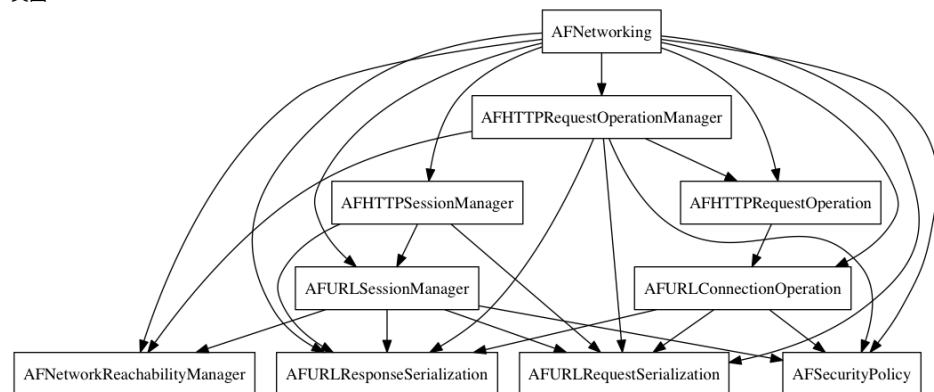 AFNetworking
AFHTTPRequestOperationManager
AFHTTPSessionManager
AFHTTPRequestOperation
AFURLSessionManager
AFURLConnectionOperation
AFNetworkReachabilityManager
AFURLResponseSerialization
AFURLRequestSerialization
AFSecurityPolicy